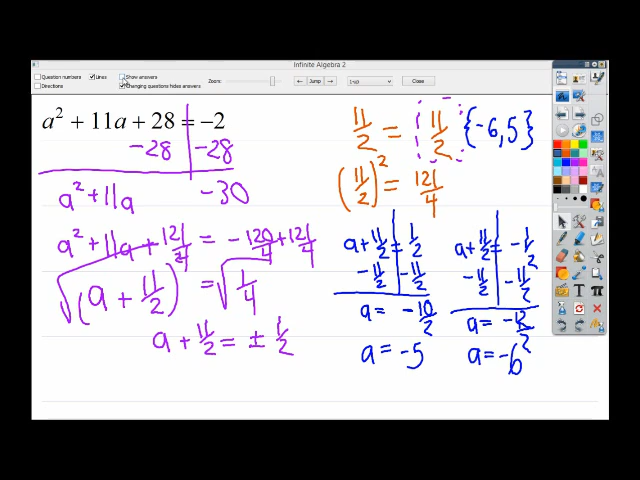 Infinite Algebra 2
Question numbers Lines Show answers Zoom: Jump 1-up Close
Directions Changing questions hides answers
a² + 11a + 28 = −2
−28 −28
a² + 11a −30
a² + 11a + 121/4 = −120/4 + 121/4
√(a + 11/2)² = √1/4
a + 11/2 = ± 1/2
11/2 = 11/2 {−6, 5}
(11/2)² = 121/4
a + 11/2 = 1/2
−11/2 −11/2
a = −10/2
a = −5
a + 11/2 = −1/2
−11/2 −11/2
a = −12/2
a = −6